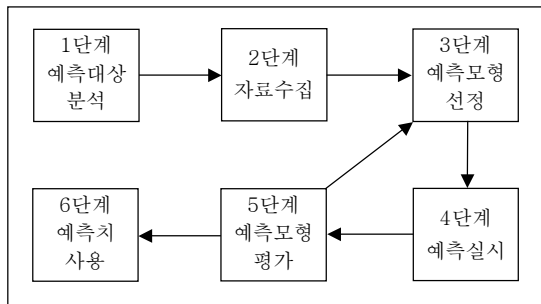 1단계
예측대상
분석
2단계
자료수집
3단계
예측모형
선정
4단계
예측실시
5단계
예측모형
평가
6단계
예측치
사용